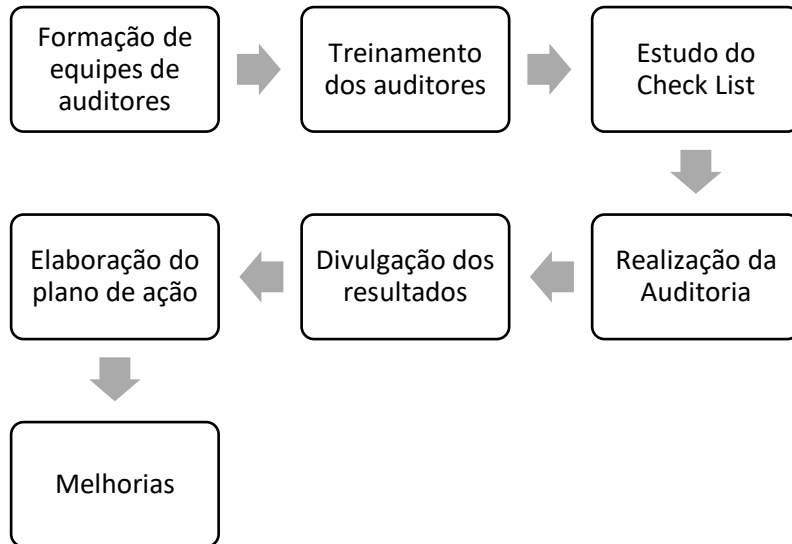 Formação de
equipes de
auditores
Treinamento
dos auditores
Estudo do
Check List
Realização da
Auditoria
Divulgação dos
resultados
Elaboração do
plano de ação
Melhorias